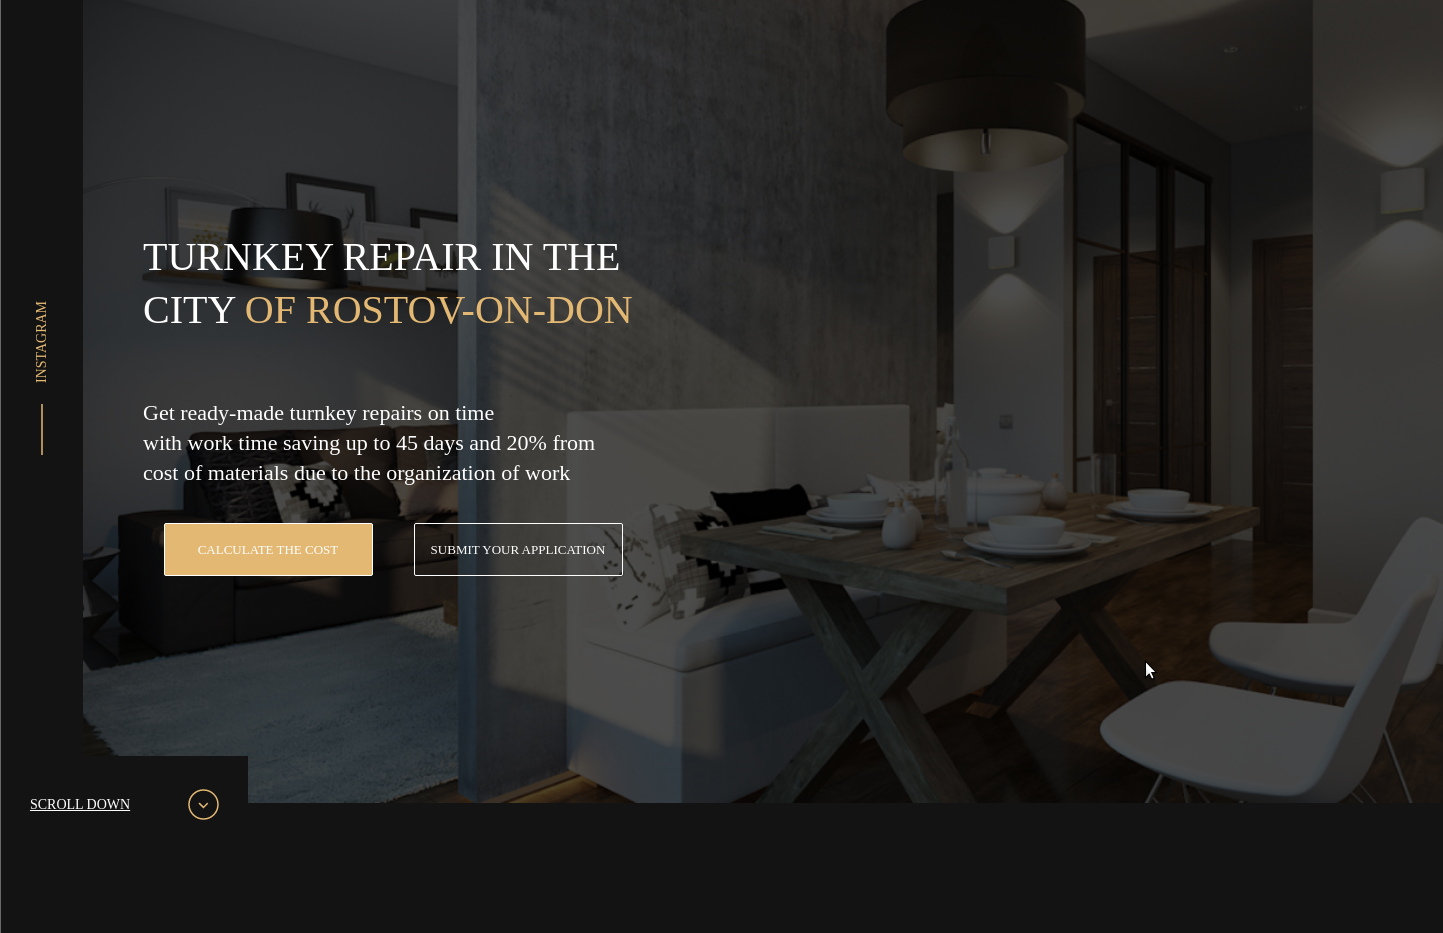 TURNKEY REPAIR IN THE
CITY OF ROSTOV-ON-DON
INSTAGRAM
Get ready-made turnkey repairs on time
with work time saving up to 45 days and 20% from
cost of materials due to the organization of work
CALCULATE THE COST
SUBMIT YOUR APPLICATION
SCROLL DOWN